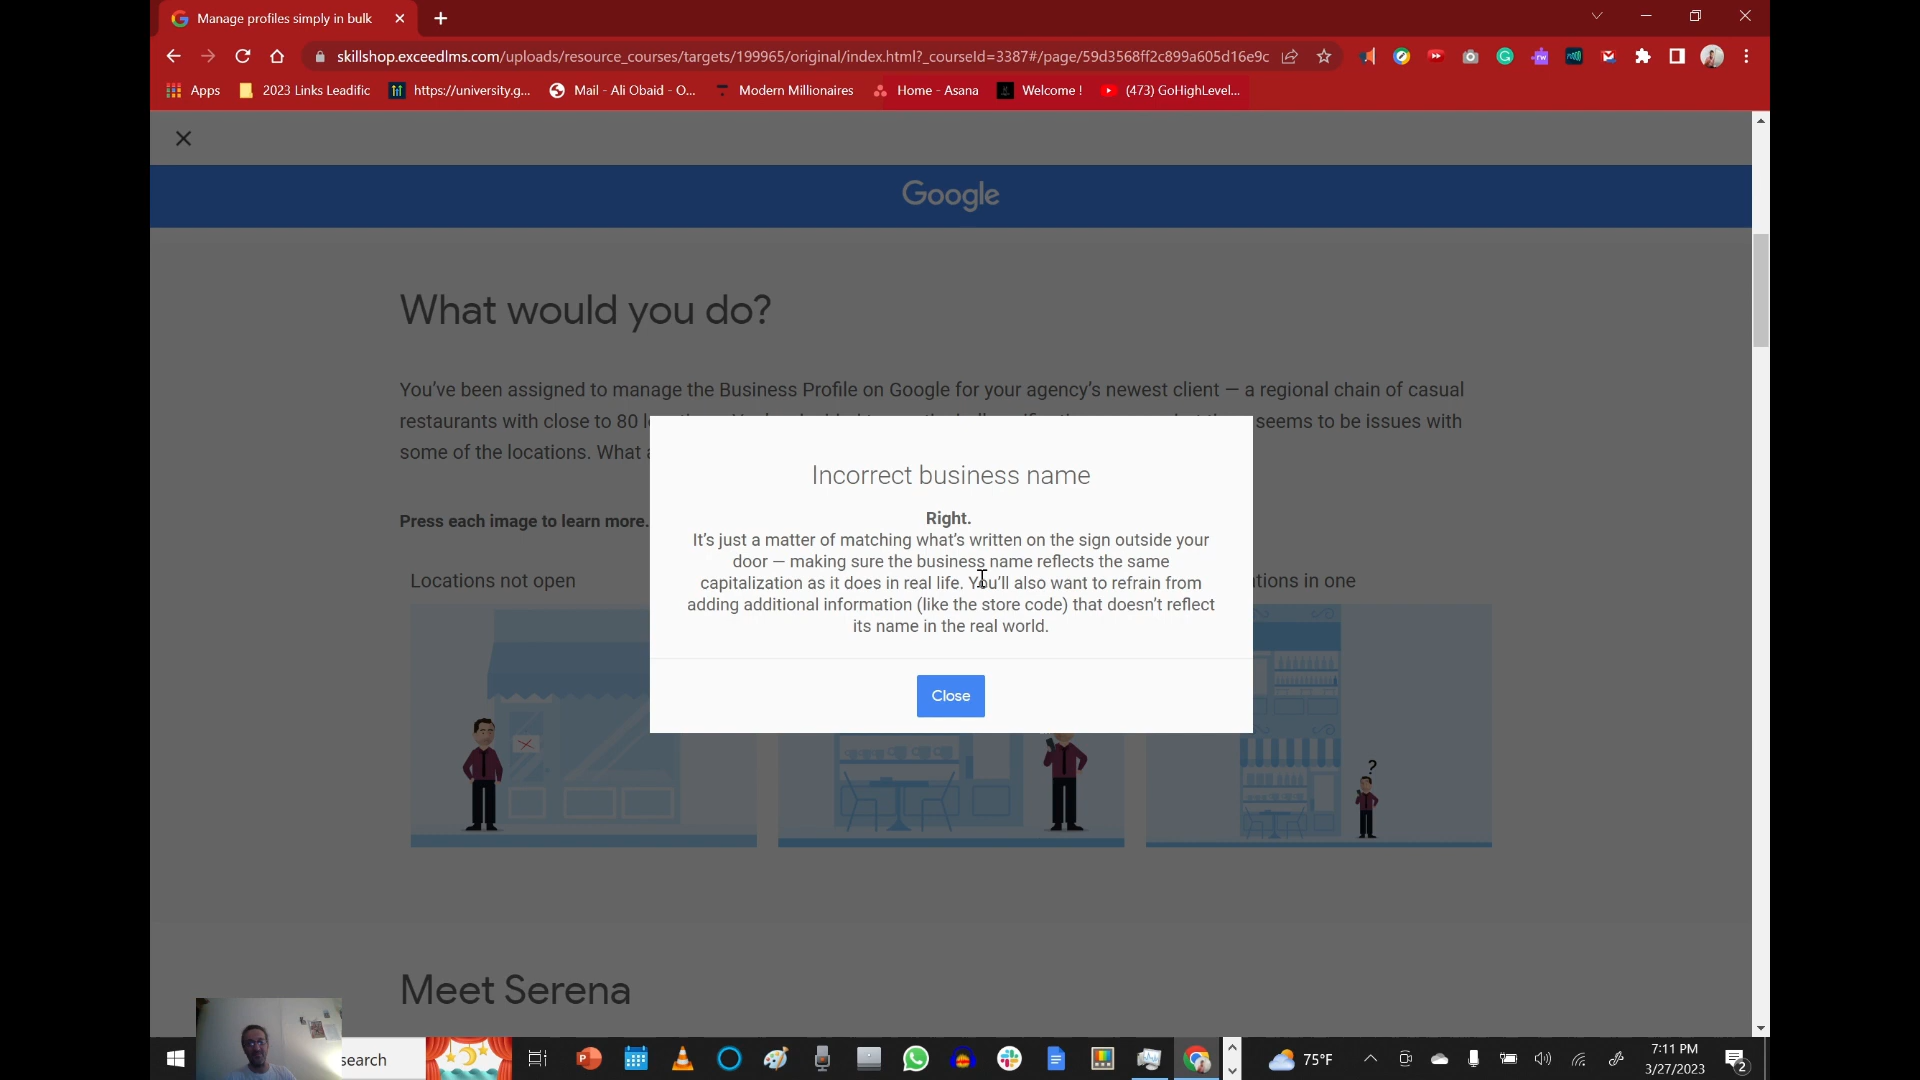 Manage profiles simply in bulk
skillshop.exceedlms.com/uploads/resource_courses/targets/199965/original/index.html?_courseId=3387#/page/59d3568ff2c899a605d16e9c
Apps
2023 Links Leadific
https://university.g...
Mail - Ali Obaid - O...
Modern Millionaires
Home - Asana
Welcome !
(473) GoHighLevel...
Google
What would you do?
You've been assigned to manage the Business Profile on Google for your agency's newest client — a regional chain of casual
restaurants with close to 80 seems to be issues with
some of the locations. What
Press each image to learn more.
Incorrect business name
Right.
It's just a matter of matching what's written on the sign outside your
door — making sure the business name reflects the same
capitalization as it does in real life. You'll also want to refrain from
adding additional information (like the store code) that doesn't reflect
its name in the real world.
Close
Locations not open
tions in one
?
Meet Serena
search
75°F
7:11 PM
3/27/2023
2